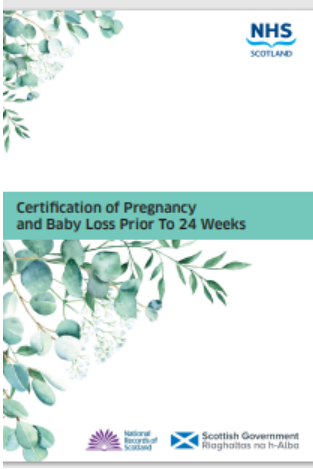 NHS
SCOTLAND
Certification of Pregnancy
and Baby Loss Prior To 24 Weeks
National
Records of
Scotland
Scottish Government
Riaghaltas na h-Alba